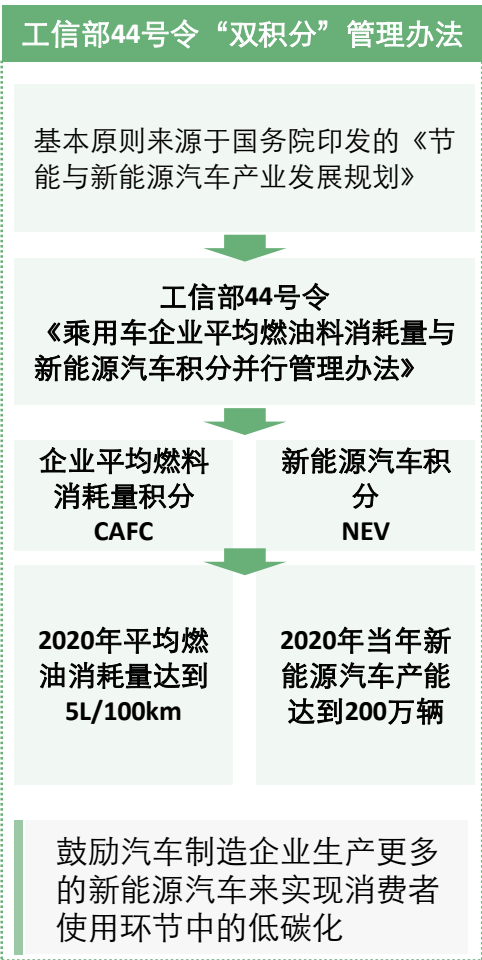 工信部44号令“双积分”管理办法
基本原则来源于国务院印发的《节
能与新能源汽车产业发展规划》
工信部44号令
《乘用车企业平均燃油料消耗量与
新能源汽车积分并行管理办法》
企业平均燃料
消耗量积分
CAFC
新能源汽车积
分
NEV
2020年平均燃
油消耗量达到
5L/100km
2020年当年新
能源汽车产能
达到200万辆
鼓励汽车制造企业生产更多
的新能源汽车来实现消费者
使用环节中的低碳化